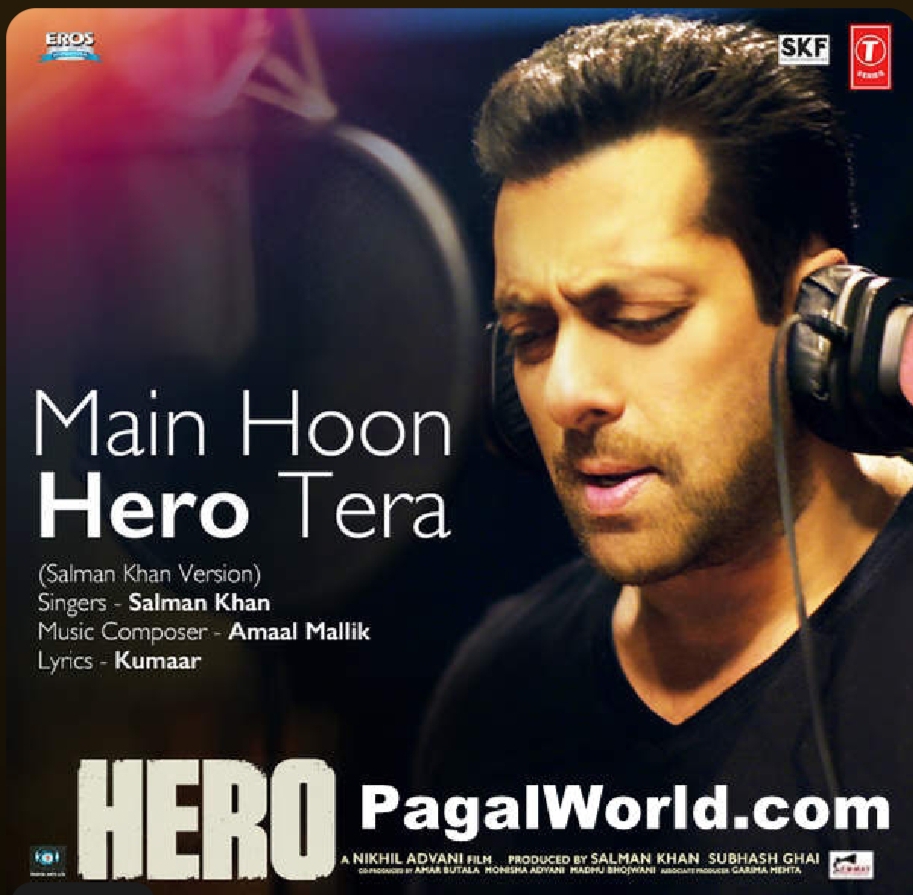 EROS
SKF
T
SERIES
Main Hoon
Hero Tera
(Salman Khan Version)
Singers - Salman Khan
Music Composer - Amaal Mallik
Lyrics - Kumaar
HERO
PagalWorld.com
A NIKHIL ADVANI FILM PRODUCED BY SALMAN KHAN SUBHASH GHAI
CO-PRODUCED BY AMAR BUTALA MONISHA ADVANI MADHU BHOJWANI ASSOCIATE PRODUCER GARIMA MEHTA